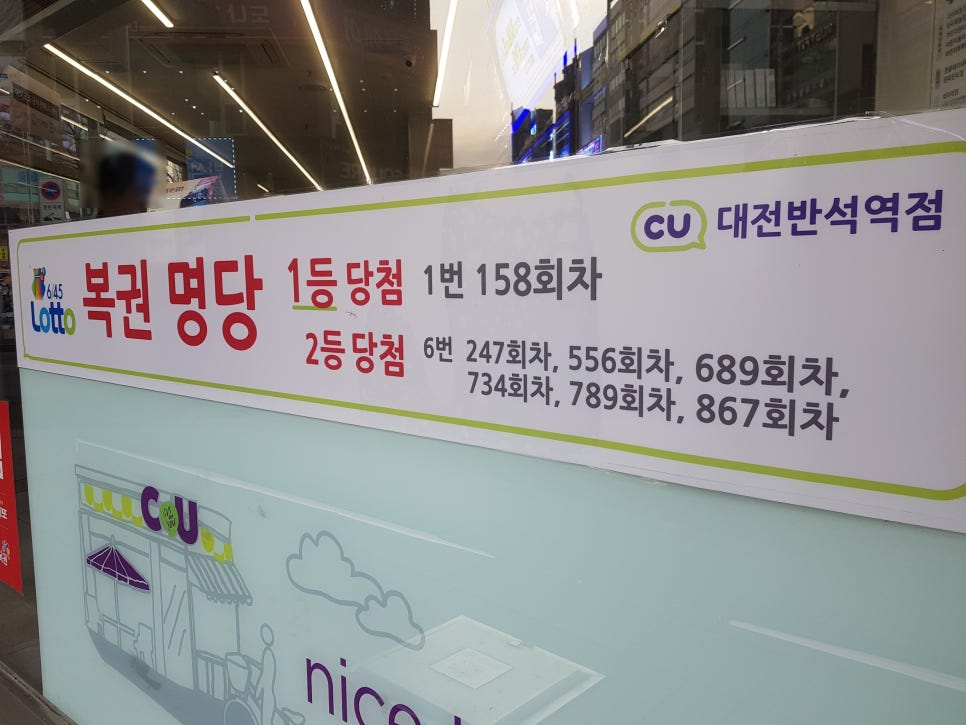 CU 대전반석역점
6/45
Lotto
복권 명당
1등 당첨 1번 158회차
2등 당첨 6번 247회차, 556회차, 689회차,
734회차, 789회차, 867회차
CU
nice